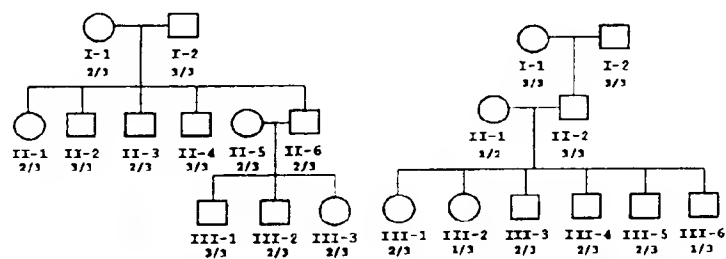 I-1 I-2
2/3 3/3
II-1 II-2 II-3 II-4 II-5 II-6
2/3 3/3 2/3 3/3 2/3 2/3
III-1 III-2 III-3
3/3 2/3 2/3
I-1 I-2
3/3 3/3
II-1 II-2
1/2 3/3
III-1 III-2 III-3 III-4 III-5 III-6
2/3 1/3 2/3 2/3 2/3 1/3